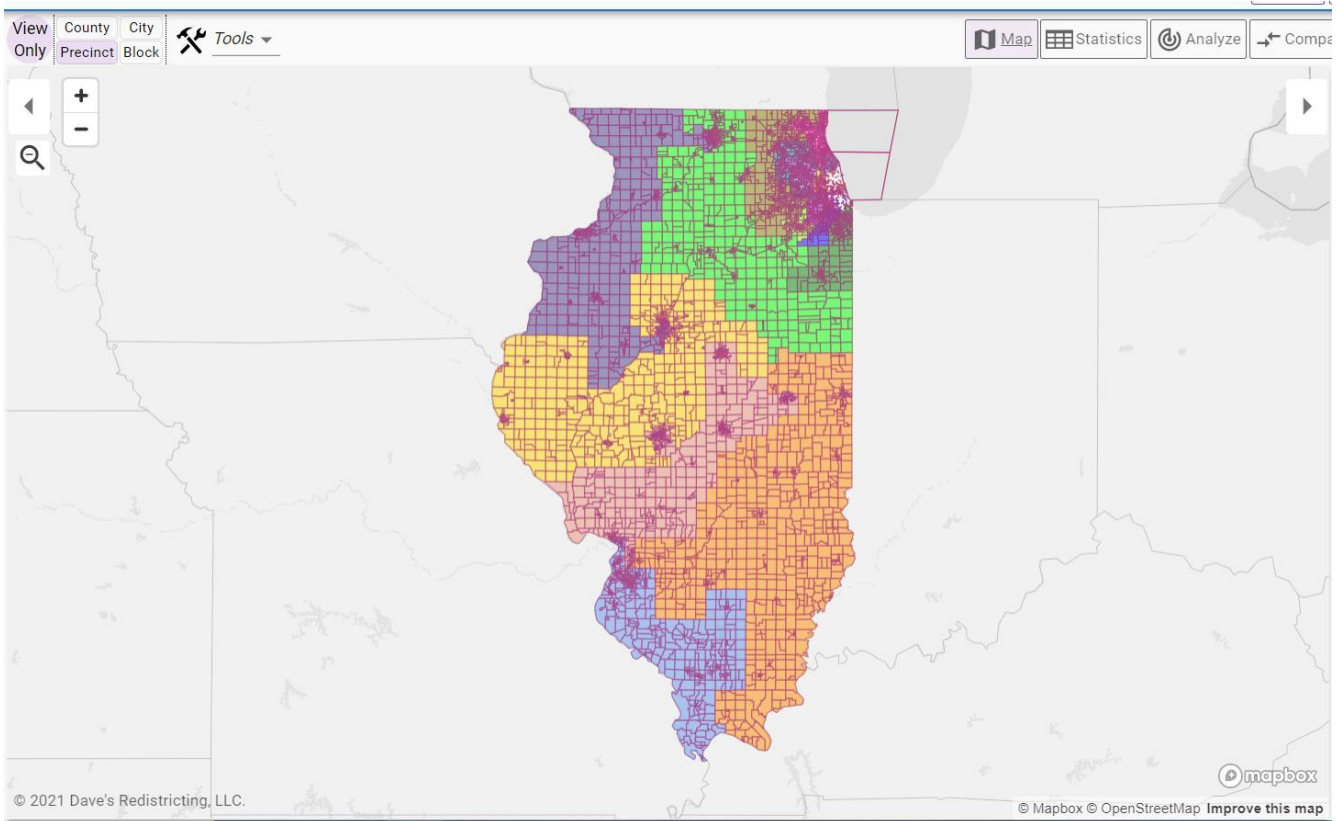 View Only
County City
Precinct Block
Tools
Map
Statistics
Analyze
Compa
+
−
mapbox
© 2021 Dave's Redistricting, LLC.
© Mapbox © OpenStreetMap Improve this map